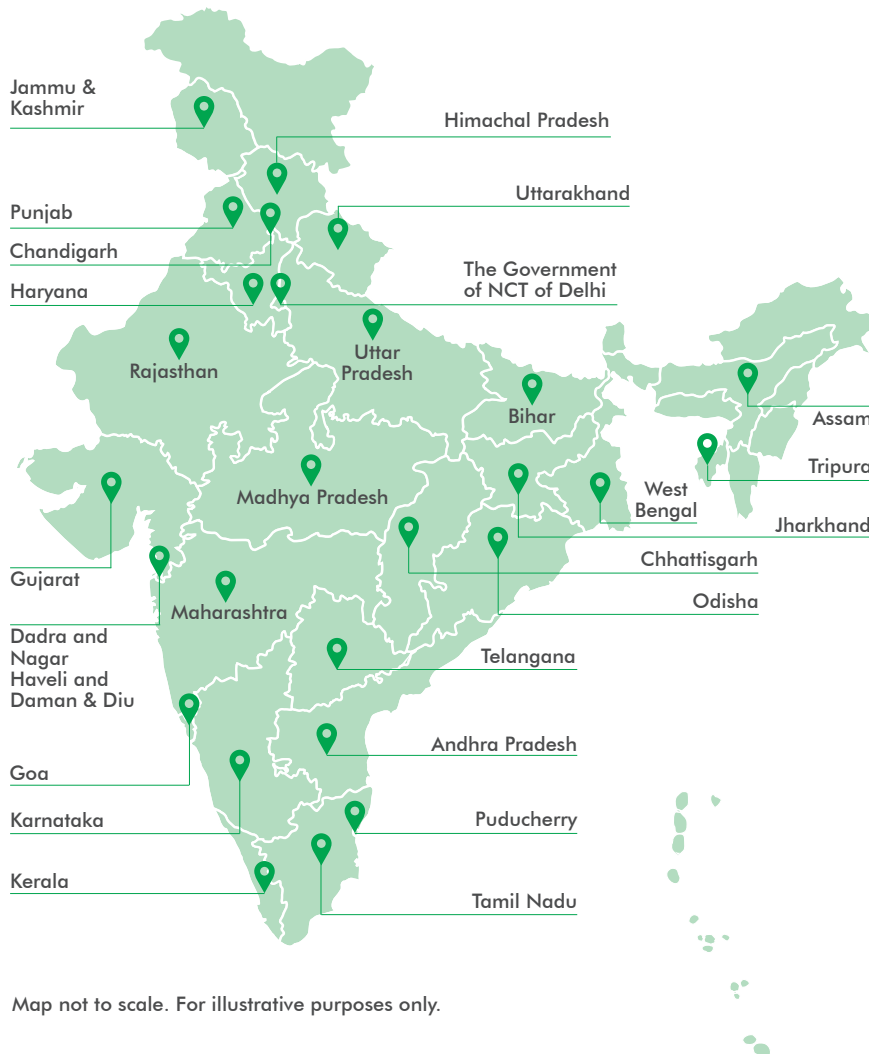 Jammu &
Kashmir
Himachal Pradesh
Uttarakhand
Punjab
Chandigarh
Haryana
The Government
of NCT of Delhi
Rajasthan
Uttar
Pradesh
Bihar
Assam
Tripura
Madhya Pradesh
West
Bengal
Jharkhand
Chhattisgarh
Gujarat
Maharashtra
Odisha
Dadra and
Nagar
Haveli and
Daman & Diu
Telangana
Andhra Pradesh
Goa
Karnataka
Puducherry
Kerala
Tamil Nadu
Map not to scale. For illustrative purposes only.